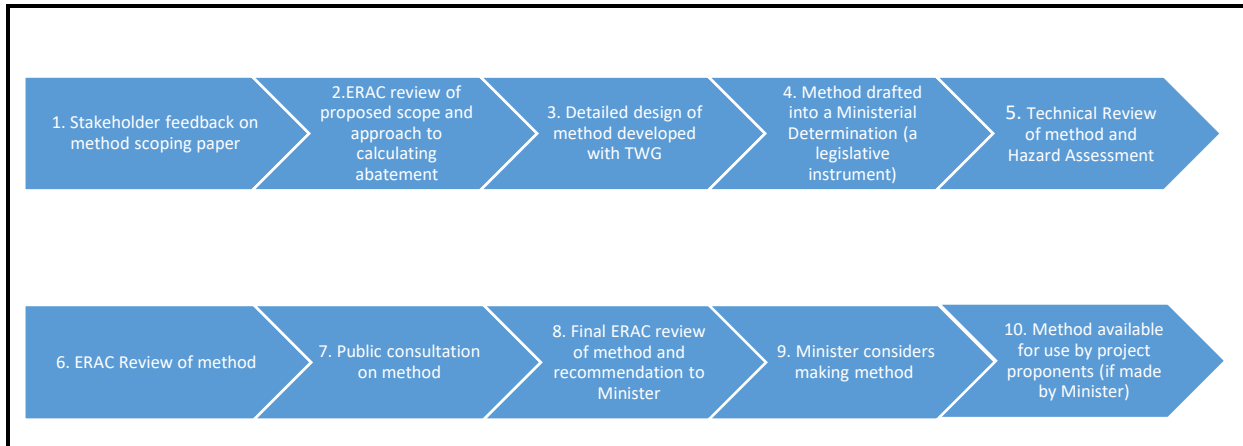 1. Stakeholder feedback on
method scoping paper
2.ERAC review of
proposed scope and
approach to
calculating
abatement
3. Detailed design of
method developed
with TWG
4. Method drafted
into a Ministerial
Determination (a
legislative
instrument)
5. Technical Review
of method and
Hazard Assessment
6. ERAC Review of method
7. Public consultation
on method
8. Final ERAC review
of method and
recommendation to
Minister
9. Minister considers
making method
10. Method available
for use by project
proponents (if made
by Minister)